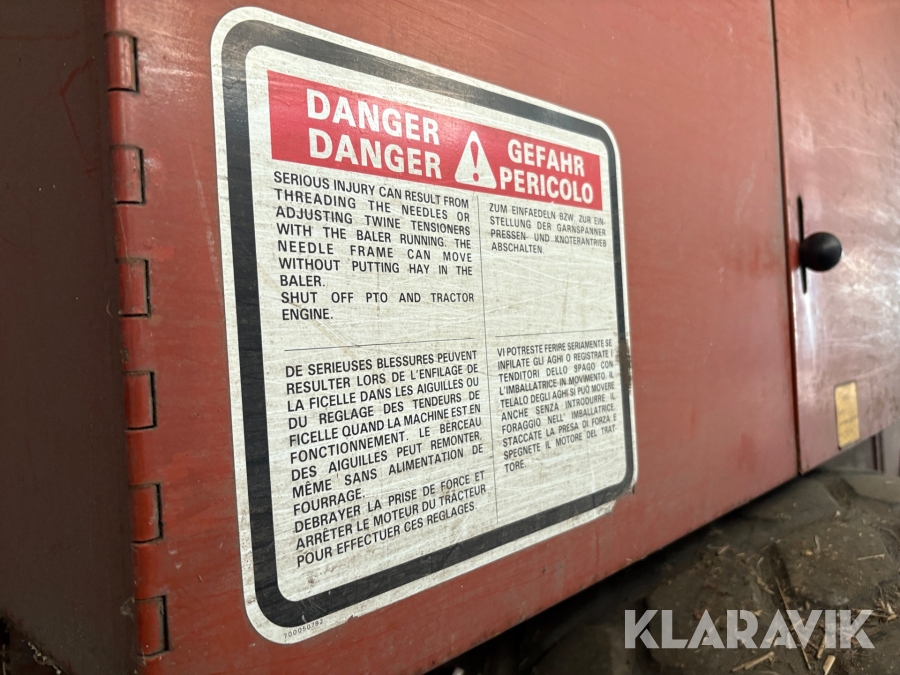 DANGER
DANGER
GEFAHR
PERICOLO
SERIOUS INJURY CAN RESULT FROM
THREADING THE NEEDLES OR
ADJUSTING TWINE TENSIONERS
WITH THE BALER RUNNING. THE
NEEDLE FRAME CAN MOVE
WITHOUT PUTTING HAY IN THE
BALER.
SHUT OFF PTO AND TRACTOR
ENGINE.
ZUM EINFAEDELN BZW. ZUR EIN-
STELLUNG DER GARNSPANNER
PRESSEN- UND KNOTERANTRIEB
ABSCHALTEN.
DE SERIEUSES BLESSURES PEUVENT
RESULTER LORS DE L'ENFILAGE DE
LA FICELLE DANS LES AIGUILLES OU
DU REGLAGE DES TENDEURS DE
FICELLE QUAND LA MACHINE EST EN
FONCTIONNEMENT. LE BERCEAU
DES AIGUILLES PEUT REMONTER,
MÊME SANS ALIMENTATION DE
FOURRAGE.
DEBRAYER LA PRISE DE FORCE ET
ARRÊTER LE MOTEUR DU TRACTEUR
POUR EFFECTUER CES REGLAGES.
VI POTRESTE FERIRE SERIAMENTE SE
INFILATE GLI AGHI O REGISTRATE I
TENDITORI DELLO SPAGO CON
L'IMBALLATRICE IN MOVIMENTO. IL
TELAIO DEGLI AGHI SI PUÒ MOVERE
ANCHE SENZA INTRODURRE IL
FORAGGIO NELL' IMBALLATRICE.
STACCATE LA PRESA DI FORZA E
SPEGNETE IL MOTORE DEL TRAT
TORE.
700050763
KLARAVIK